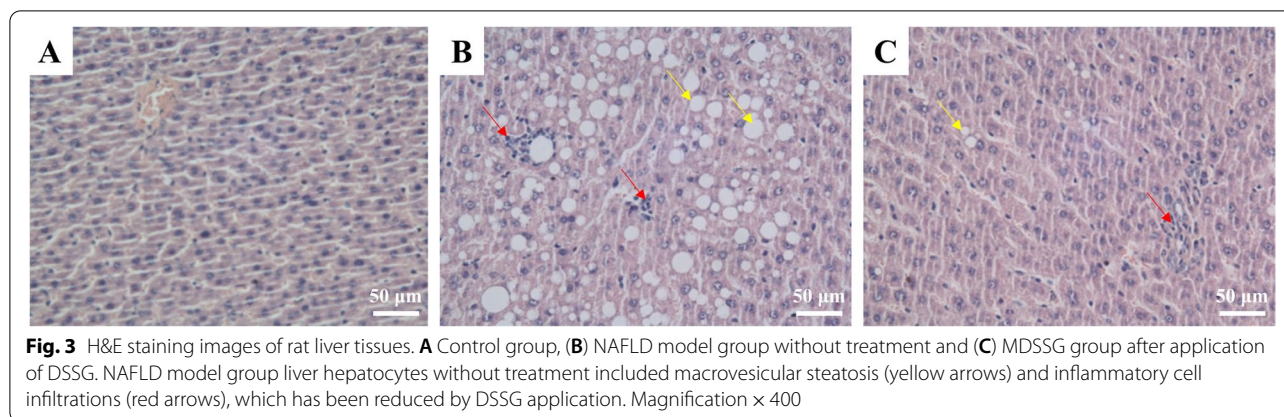 A
B
C
50 µm
50 µm
50 µm
Fig. 3 H&E staining images of rat liver tissues. A Control group, (B) NAFLD model group without treatment and (C) MDSSG group after application
of DSSG. NAFLD model group liver hepatocytes without treatment included macrovesicular steatosis (yellow arrows) and inflammatory cell
infiltrations (red arrows), which has been reduced by DSSG application. Magnification × 400